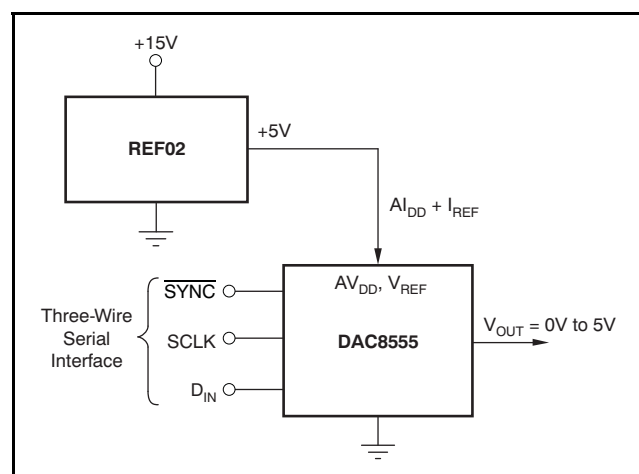 +15V
REF02
+5V
AI_DD + I_REF
SYNC
SCLK
D_IN
Three-Wire
Serial
Interface
AV_DD, V_REF
DAC8555
V_OUT = 0V to 5V